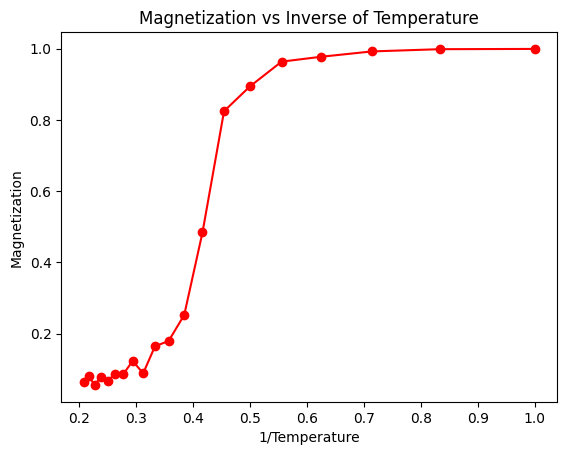 Magnetization vs Inverse of Temperature
1.0
0.8
0.6
0.4
0.2
Magnetization
0.2 0.3 0.4 0.5 0.6 0.7 0.8 0.9 1.0
1/Temperature